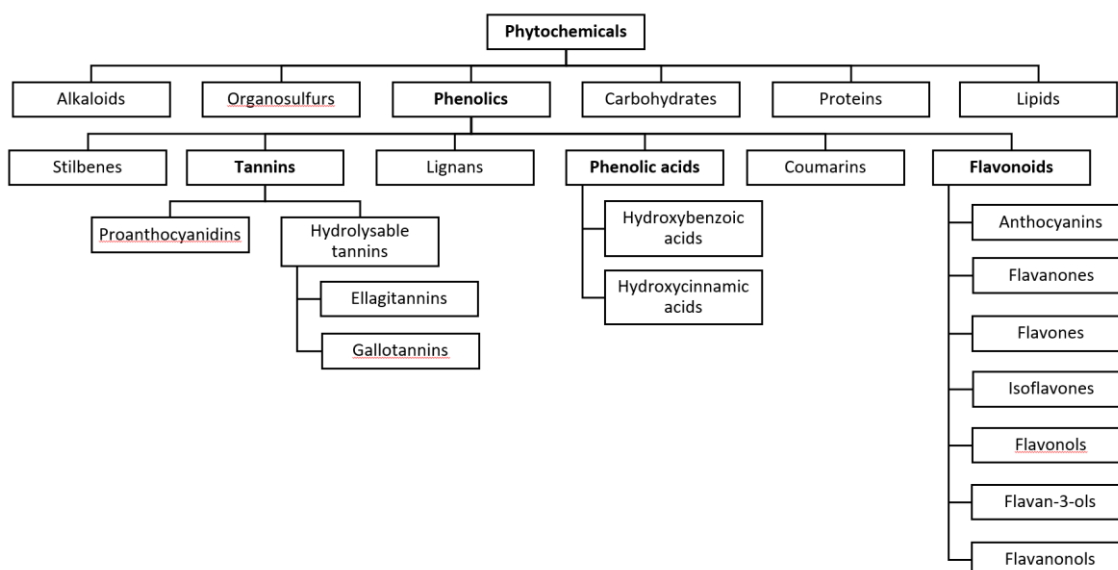 Phytochemicals
Alkaloids
Organosulfurs
Phenolics
Carbohydrates
Proteins
Lipids
Stilbenes
Tannins
Lignans
Phenolic acids
Coumarins
Flavonoids
Proanthocyanidins
Hydrolysable
tannins
Ellagitannins
Gallotannins
Hydroxybenzoic
acids
Hydroxycinnamic
acids
Anthocyanins
Flavanones
Flavones
Isoflavones
Flavonols
Flavan-3-ols
Flavanonols